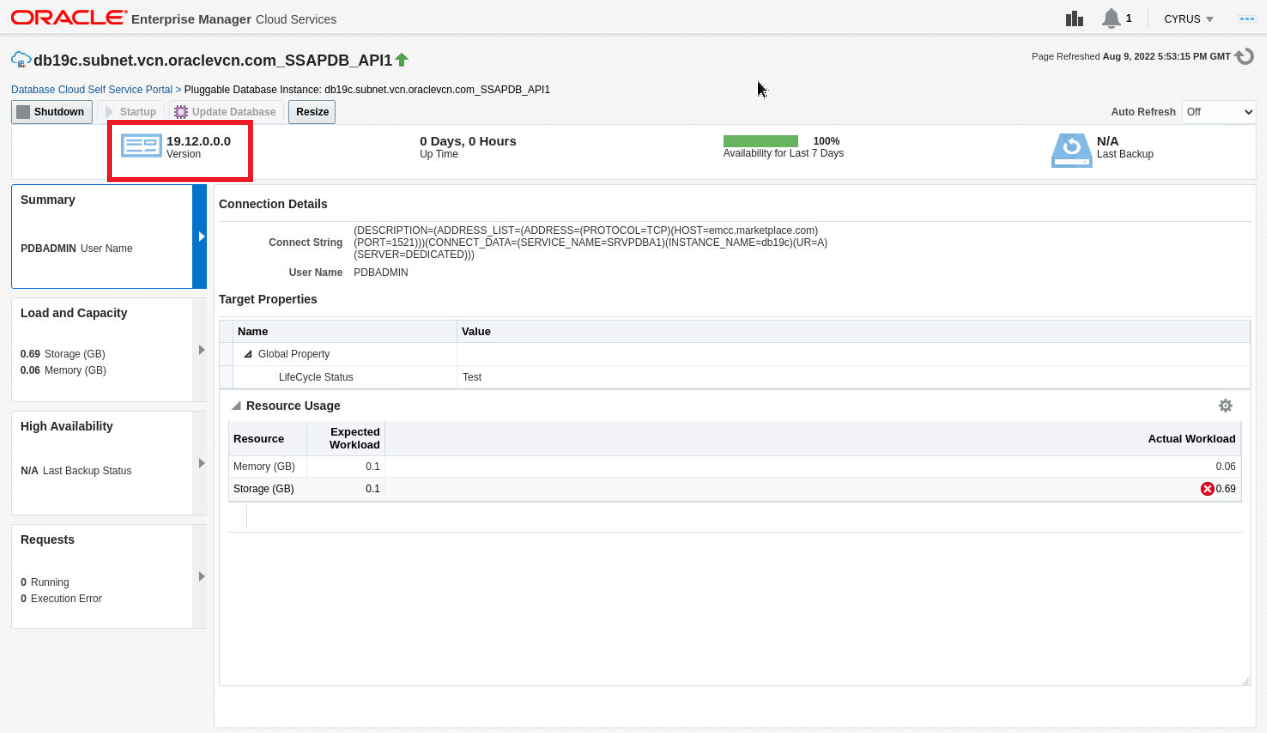 ORACLE® Enterprise Manager Cloud Services
1
CYRUS
db19c.subnet.vcn.oraclevcn.com_SSAPDB_API1
Page Refreshed Aug 9, 2022 5:53:15 PM GMT
Database Cloud Self Service Portal > Pluggable Database Instance: db19c.subnet.vcn.oraclevcn.com_SSAPDB_API1
Shutdown Startup Update Database Resize
Auto Refresh Off
19.12.0.0.0
Version
0 Days, 0 Hours
Up Time
100%
Availability for Last 7 Days
N/A
Last Backup
Summary
PDBADMIN User Name
Load and Capacity
0.69 Storage (GB)
0.06 Memory (GB)
High Availability
N/A Last Backup Status
Requests
0 Running
0 Execution Error
Connection Details
Connect String
(DESCRIPTION=(ADDRESS_LIST=(ADDRESS=(PROTOCOL=TCP)(HOST=emcc.marketplace.com)
(PORT=1521)))(CONNECT_DATA=(SERVICE_NAME=SRVPDBA1)(INSTANCE_NAME=db19c)(UR=A)
(SERVER=DEDICATED)))
User Name PDBADMIN
Target Properties
Name Value
Global Property
LifeCycle Status Test
Resource Usage
Resource Expected Workload Actual Workload
Memory (GB) 0.1 0.06
Storage (GB) 0.1 0.69